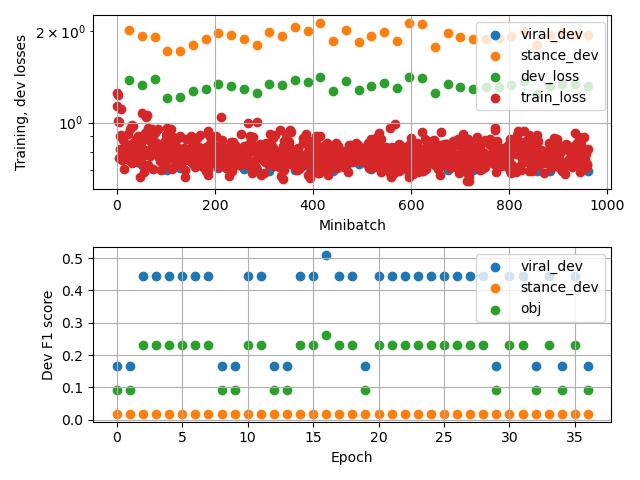 Training, dev losses
2 × 10⁰
10⁰
viral_dev
stance_dev
dev_loss
train_loss
0
200
400
600
800
1000
Minibatch
Dev F1 score
0.5
0.4
0.3
0.2
0.1
0.0
viral_dev
stance_dev
obj
0
5
10
15
20
25
30
35
Epoch